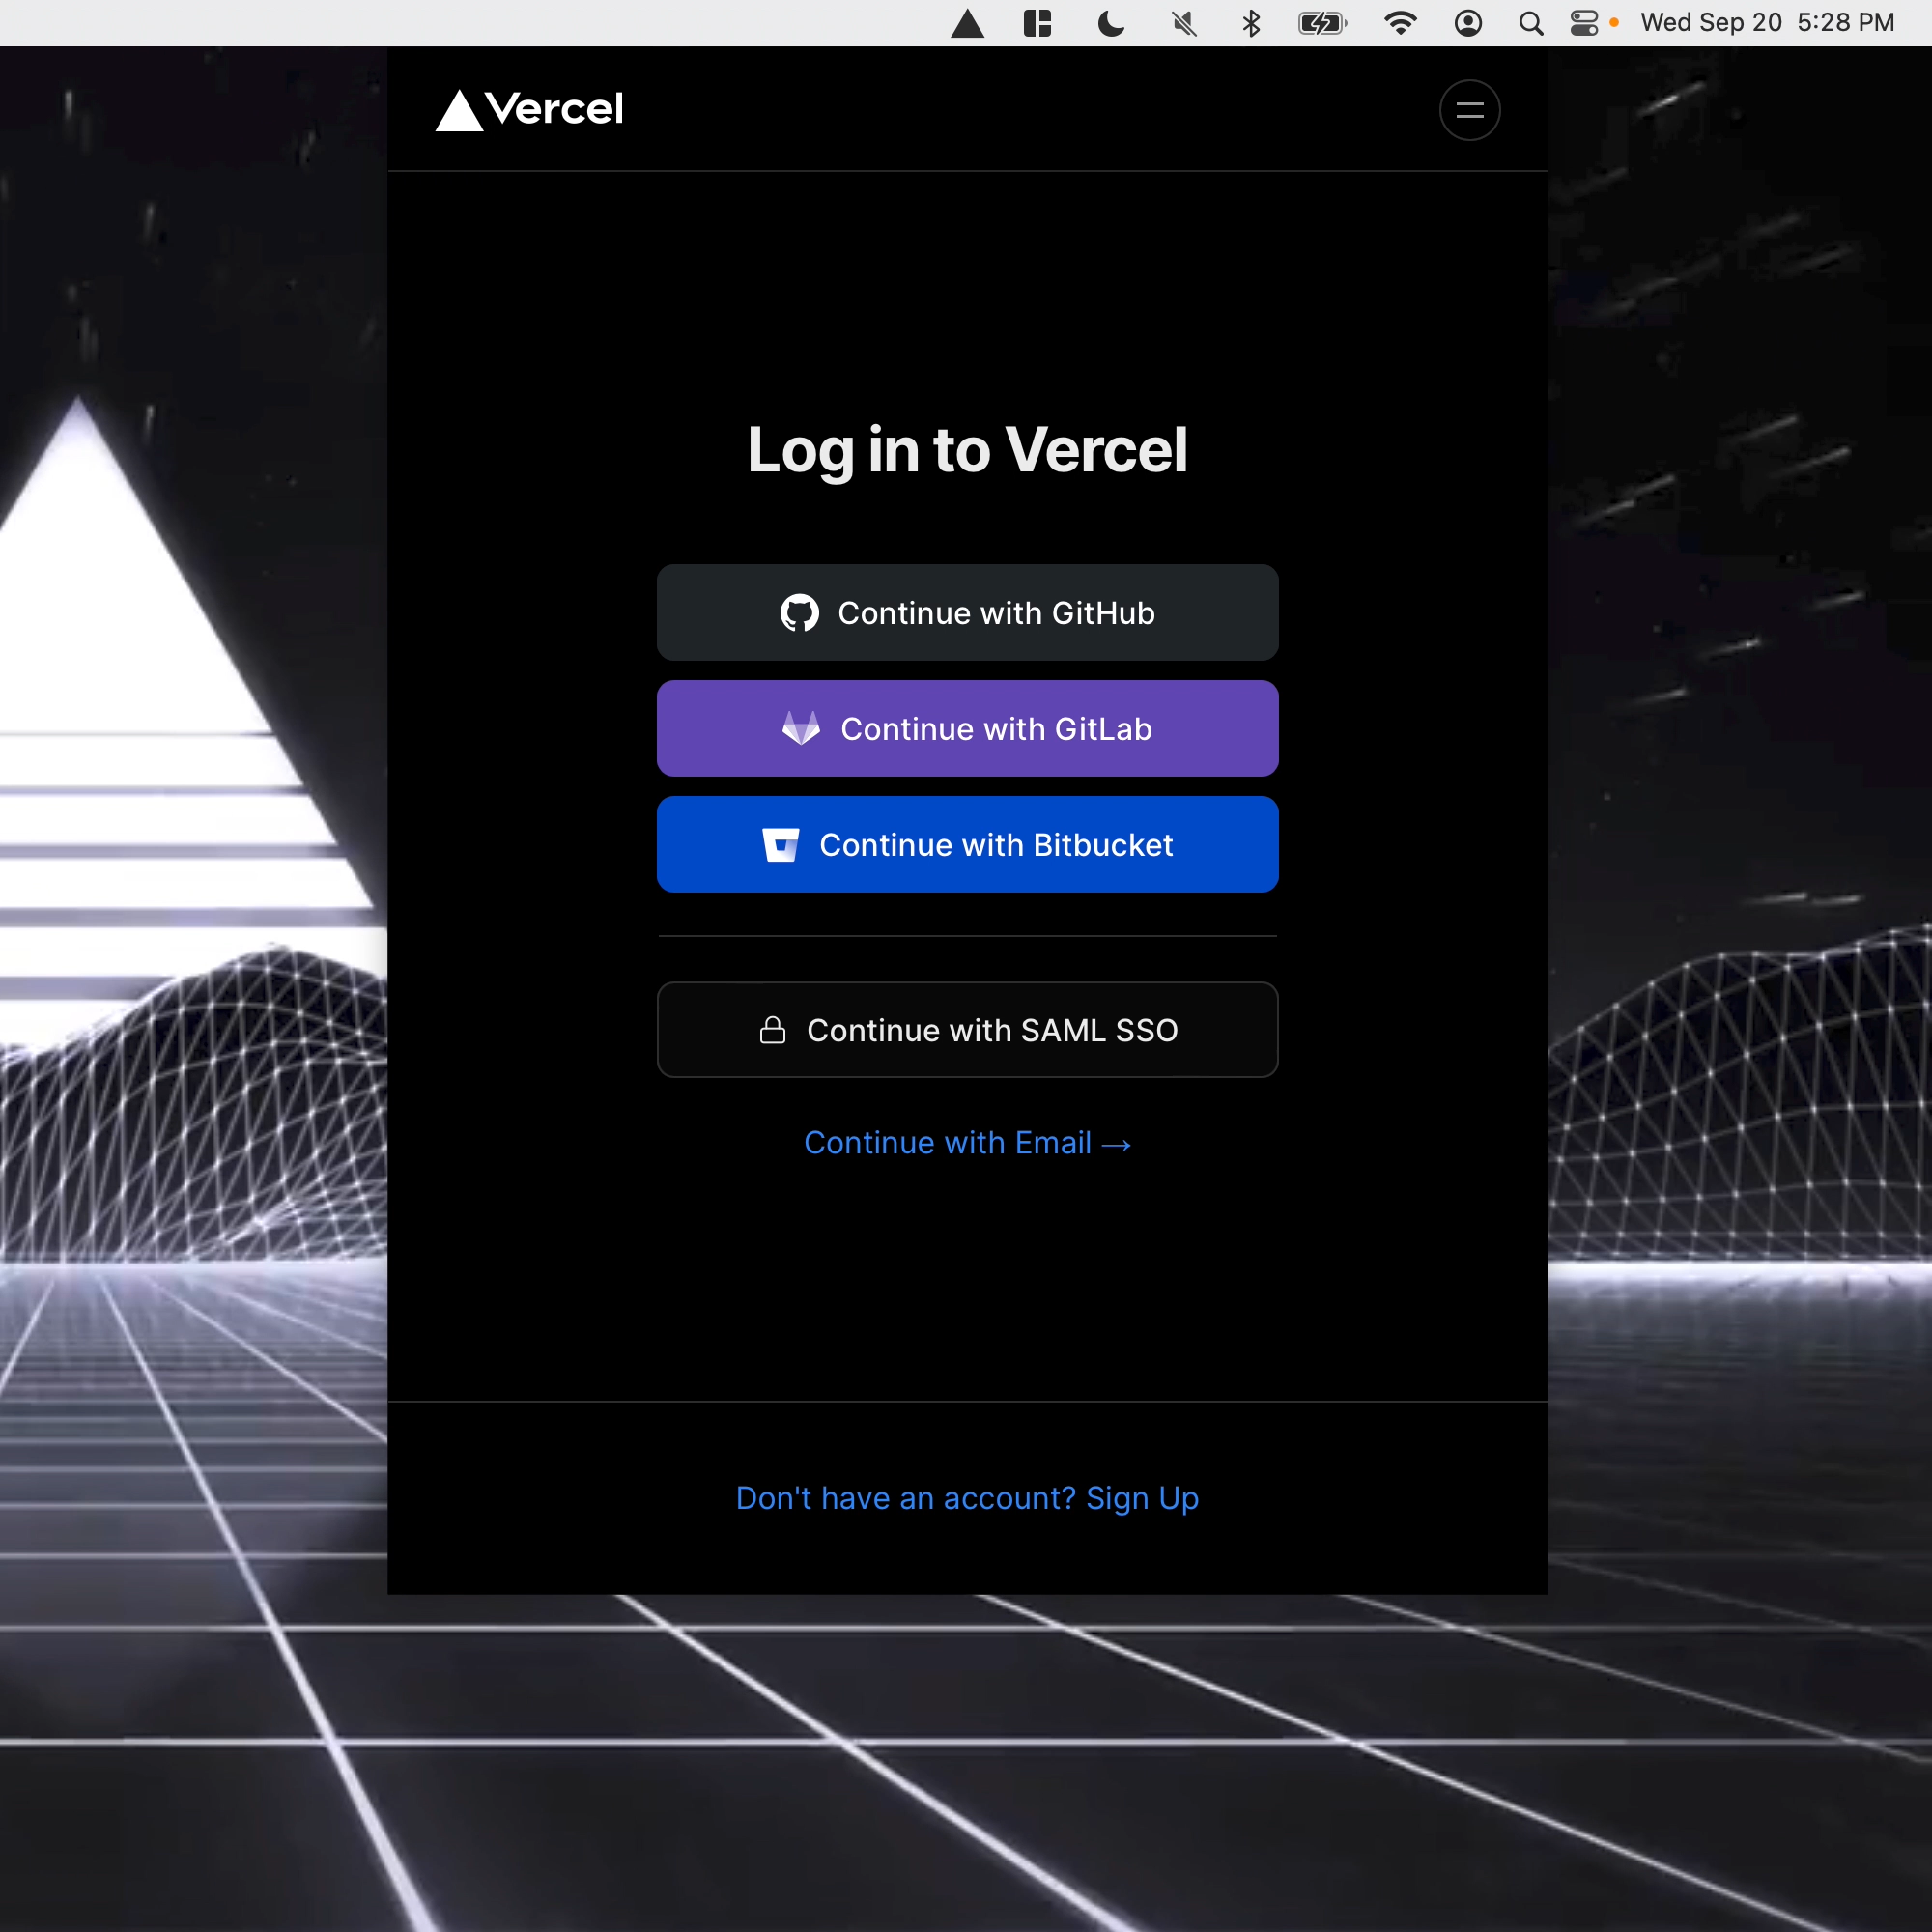 Wed Sep 20 5:28 PM
Vercel
Log in to Vercel
Continue with GitHub
Continue with GitLab
Continue with Bitbucket
Continue with SAML SSO
Continue with Email →
Don't have an account? Sign Up